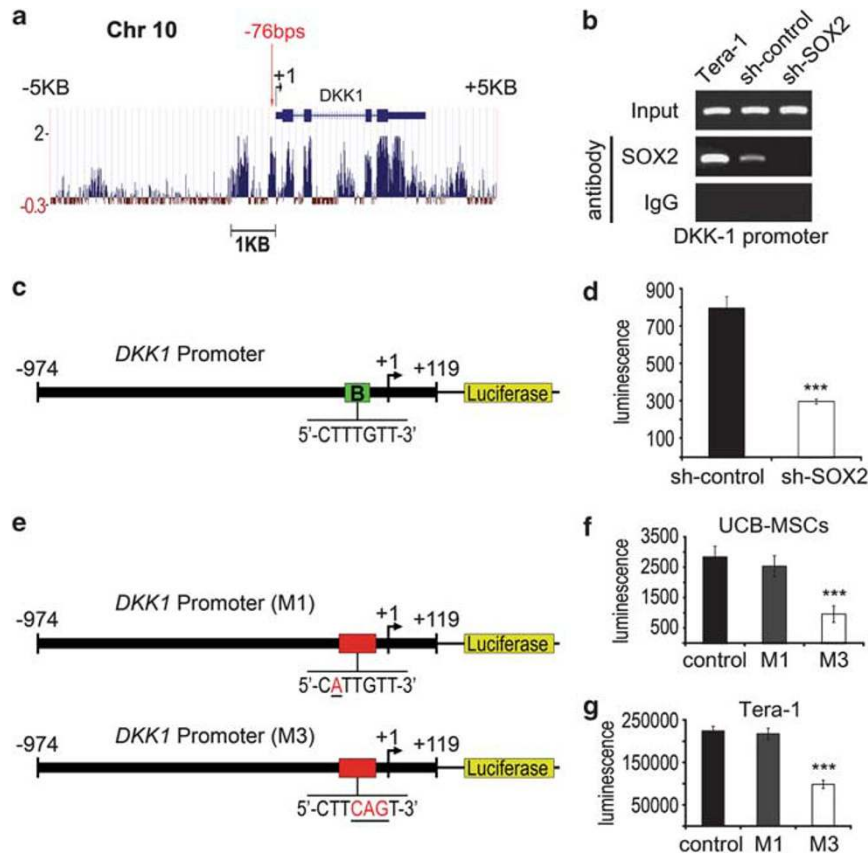 a
Chr 10
-76bps
+1
-5KB
DKK1
+5KB
2
-0.3
1KB
b
Tera-1
sh-control
sh-SOX2
Input
antibody
SOX2
IgG
DKK-1 promoter
c
-974
DKK1 Promoter
+1
+119
B
Luciferase
5'-CTTTGTT-3'
d
luminescence
900
700
500
300
100
***
sh-control
sh-SOX2
e
-974
DKK1 Promoter (M1)
+1
+119
Luciferase
5'-CATTGTT-3'
-974
DKK1 Promoter (M3)
+1
+119
Luciferase
5'-CTTCAGT-3'
f
UCB-MSCs
luminescence
3500
2500
1500
500
***
control
M1
M3
g
Tera-1
luminescence
250000
150000
50000
***
control
M1
M3